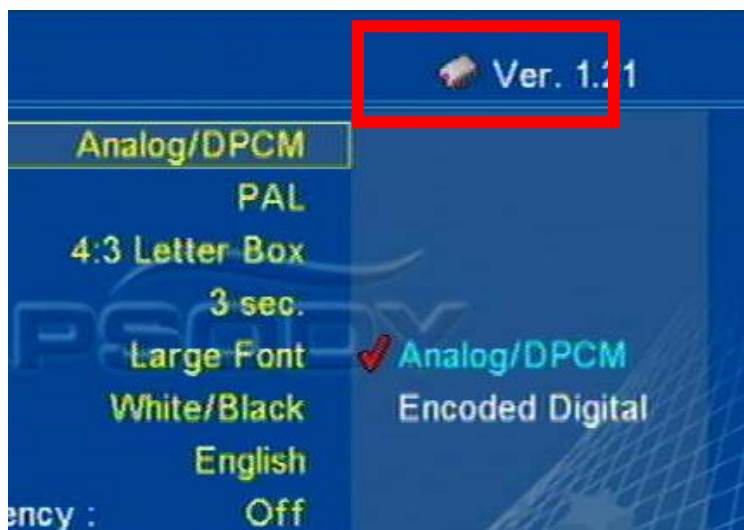 Ver. 1.21
Analog/DPCM
PAL
4:3 Letter Box
3 sec.
Large Font
Analog/DPCM
White/Black
Encoded Digital
English
ency : Off